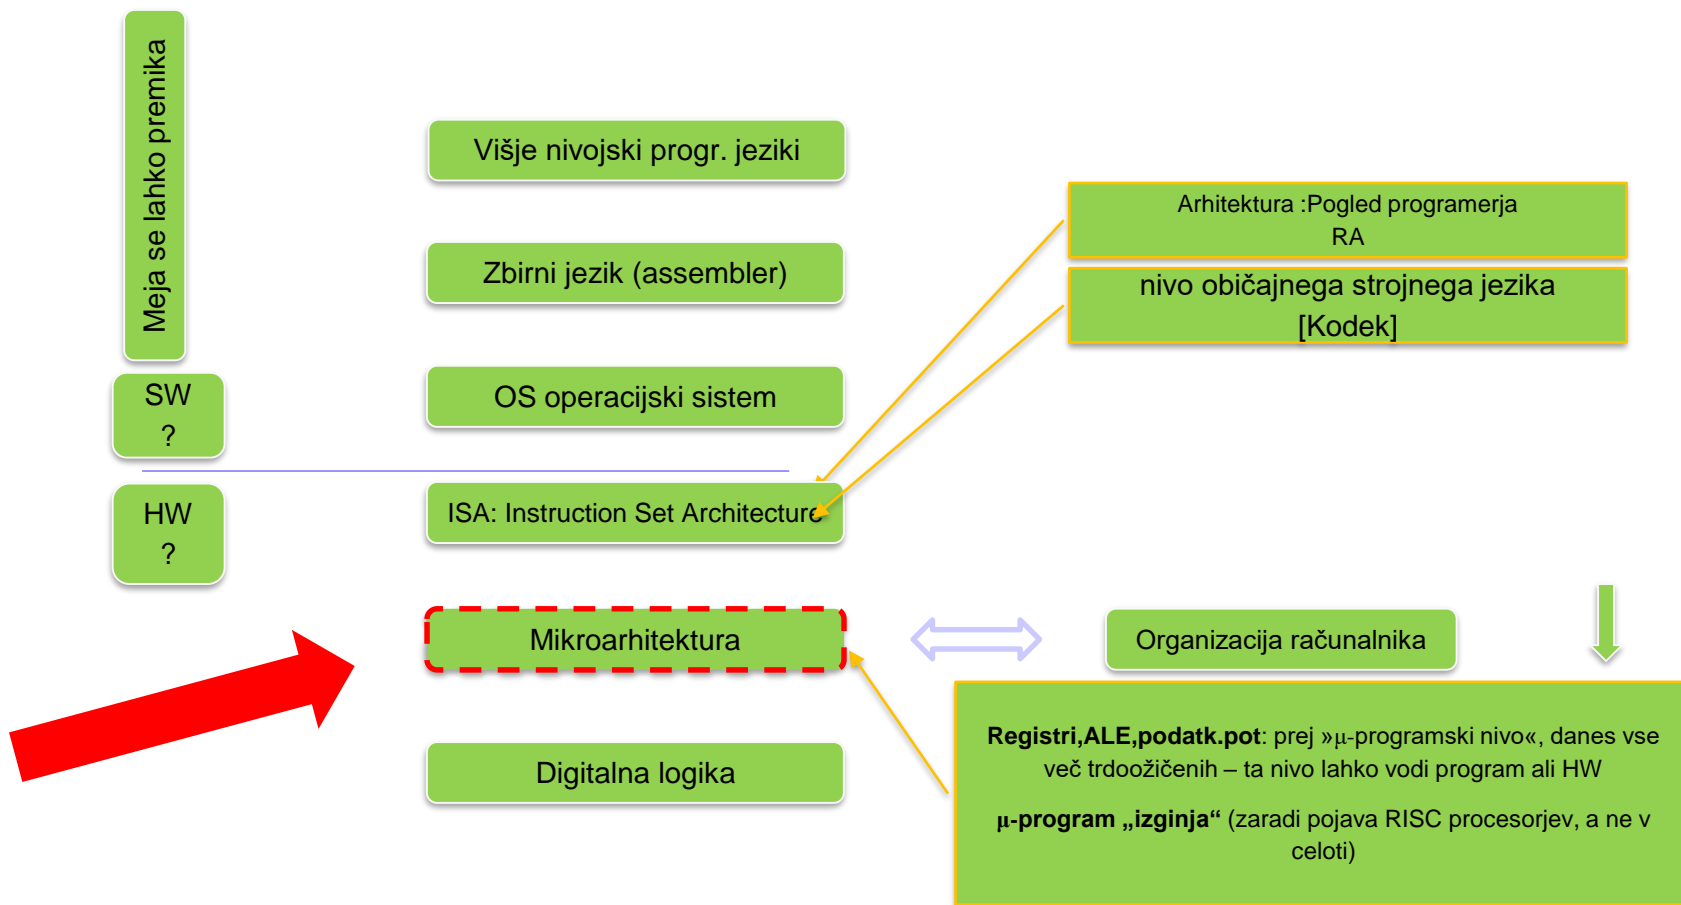 Meja se lahko premika
Višje nivojski progr. jeziki
Arhitektura :Pogled programerja
RA
Zbirni jezik (assembler)
nivo običajnega strojnega jezika
[Kodek]
SW
?
OS operacijski sistem
HW
?
ISA: Instruction Set Architecture
Mikroarhitektura
Organizacija računalnika
Registri,ALE,podatk.pot: prej »μ-programski nivo«, danes vse
več trdoožičenih – ta nivo lahko vodi program ali HW
μ-program „izginja“ (zaradi pojava RISC procesorjev, a ne v
celoti)
Digitalna logika